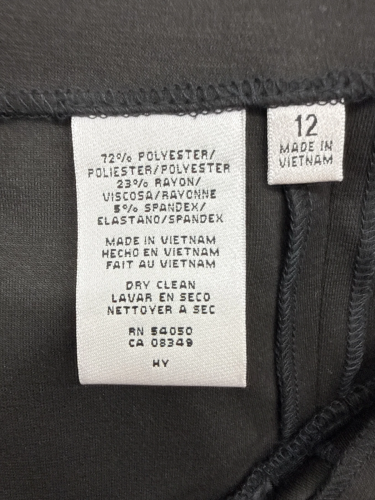 72% POLYESTER/
POLIESTER/POLYESTER
23% RAYON/
VISCOSA/RAYONNE
5% SPANDEX/
ELASTANO/SPANDEX
MADE IN VIETNAM
HECHO EN VIETNAM
FAIT AU VIETNAM
DRY CLEAN
LAVAR EN SECO
NETTOYER A SEC
RN 54050
CA 08349
HY
12
MADE IN
VIETNAM